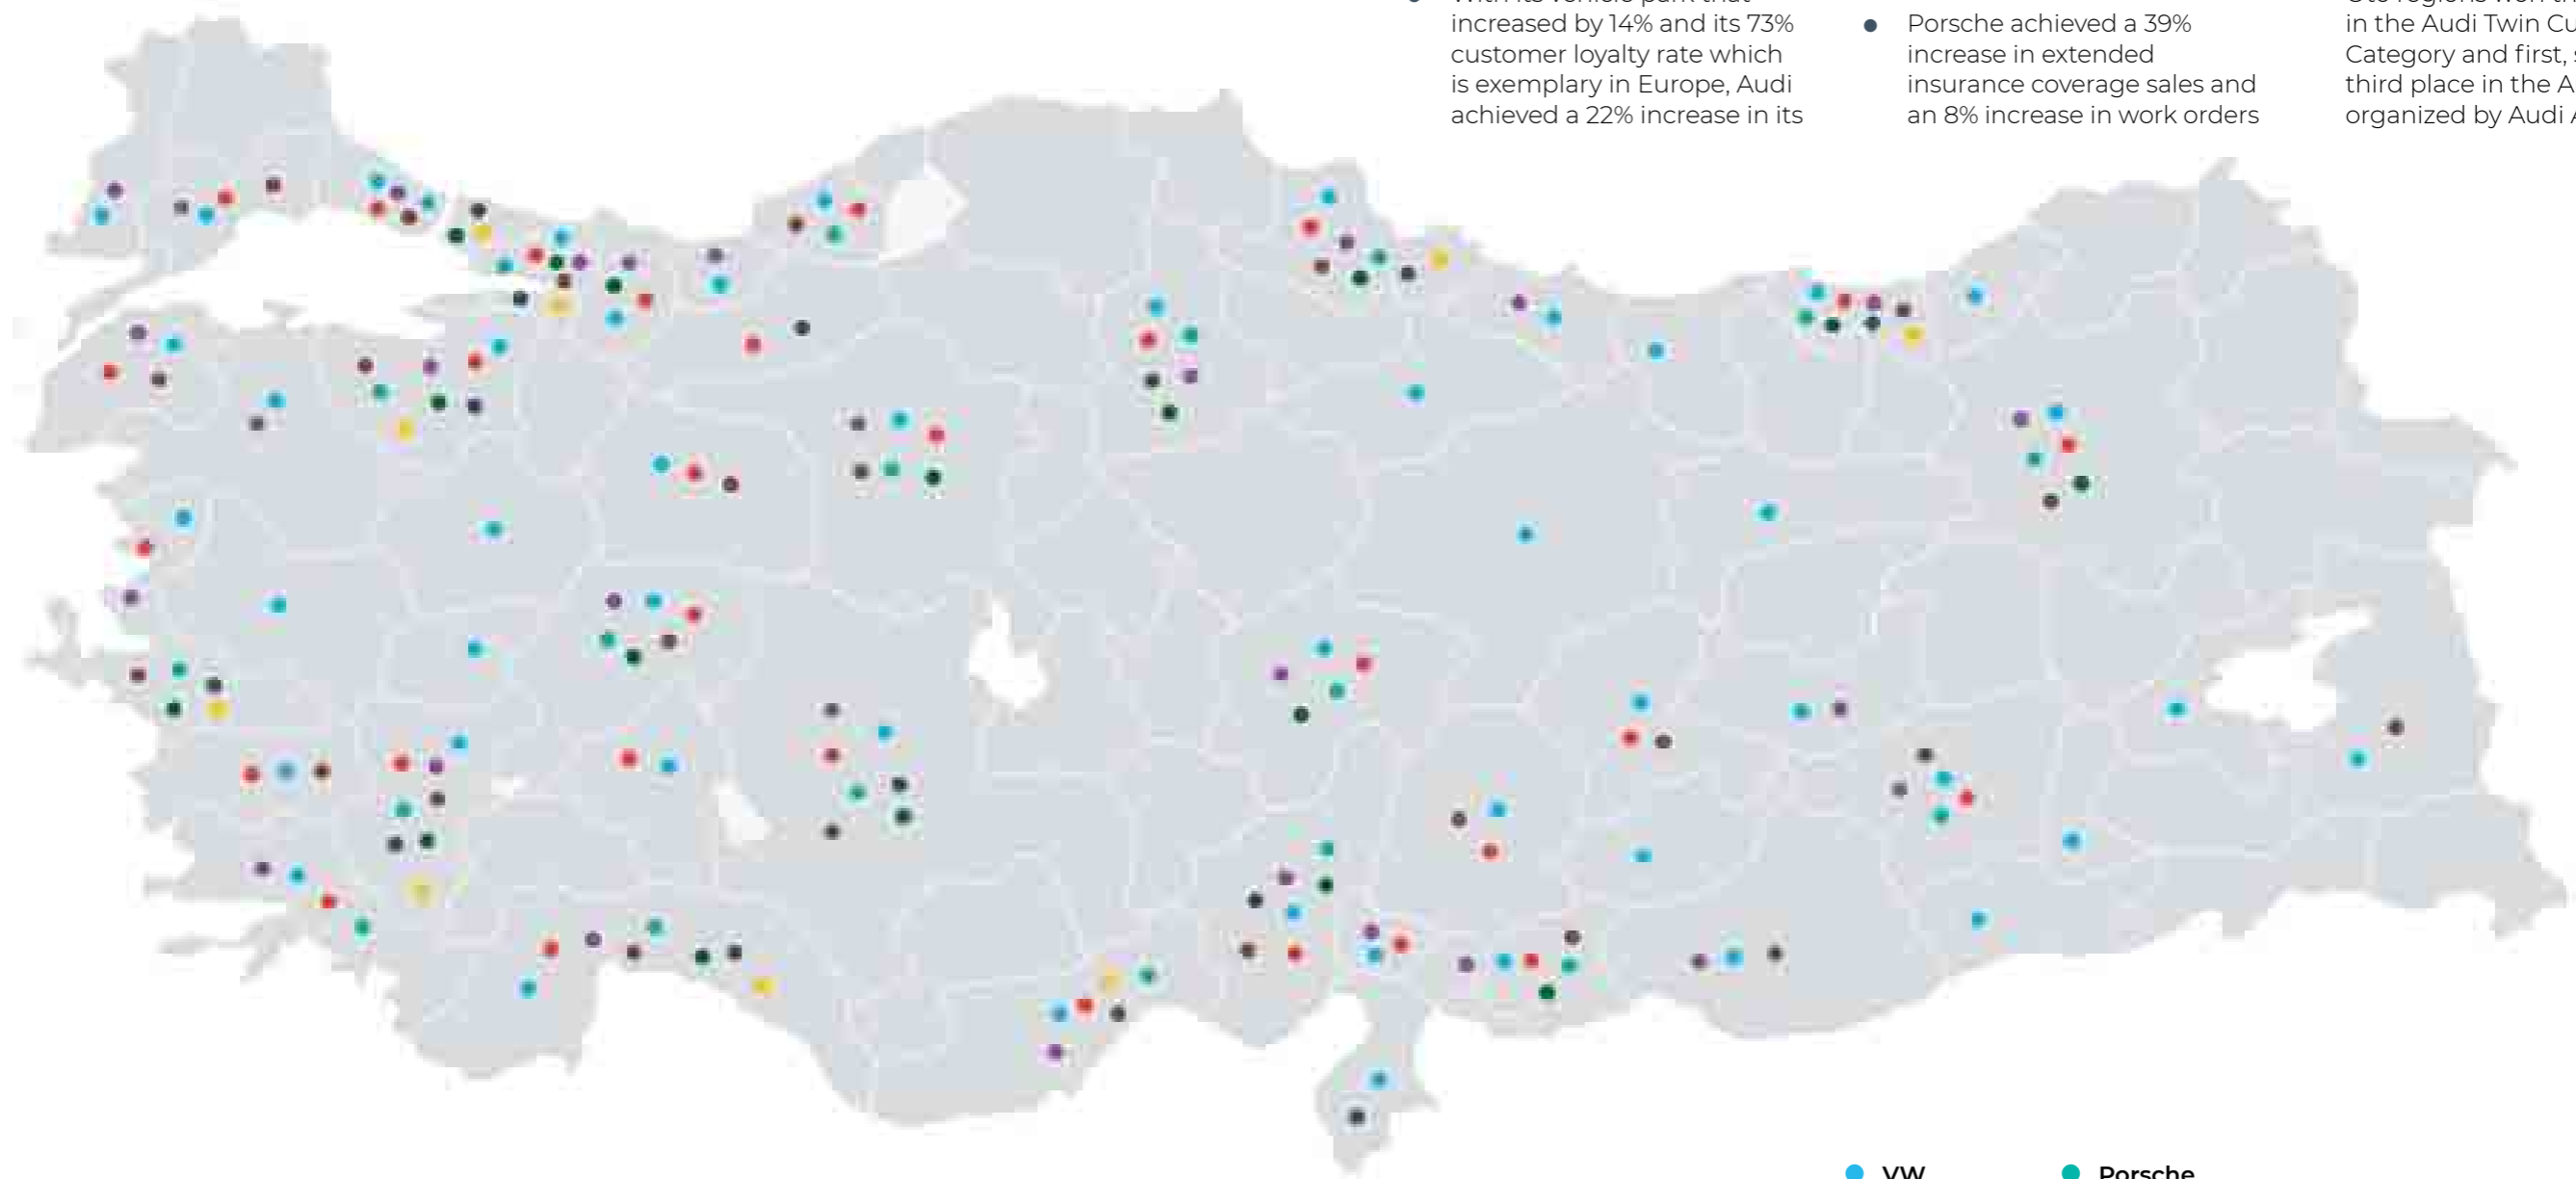 increased by 14% and its 73%
customer loyalty rate which
is exemplary in Europe, Audi
achieved a 22% increase in its
Porsche achieved a 39%
increase in extended
insurance coverage sales and
an 8% increase in work orders
in the Audi Twin
Category and first,
third place in the
organized by Audi
VW
Porsche